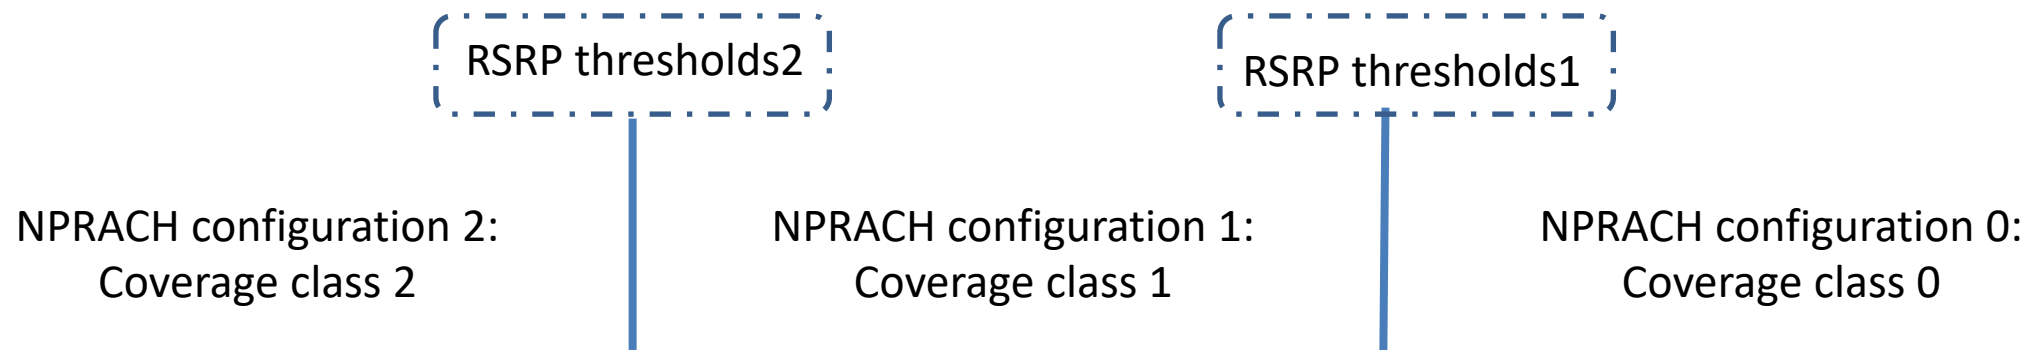 RSRP thresholds2
RSRP thresholds1
NPRACH configuration 2:
Coverage class 2
NPRACH configuration 1:
Coverage class 1
NPRACH configuration 0:
Coverage class 0